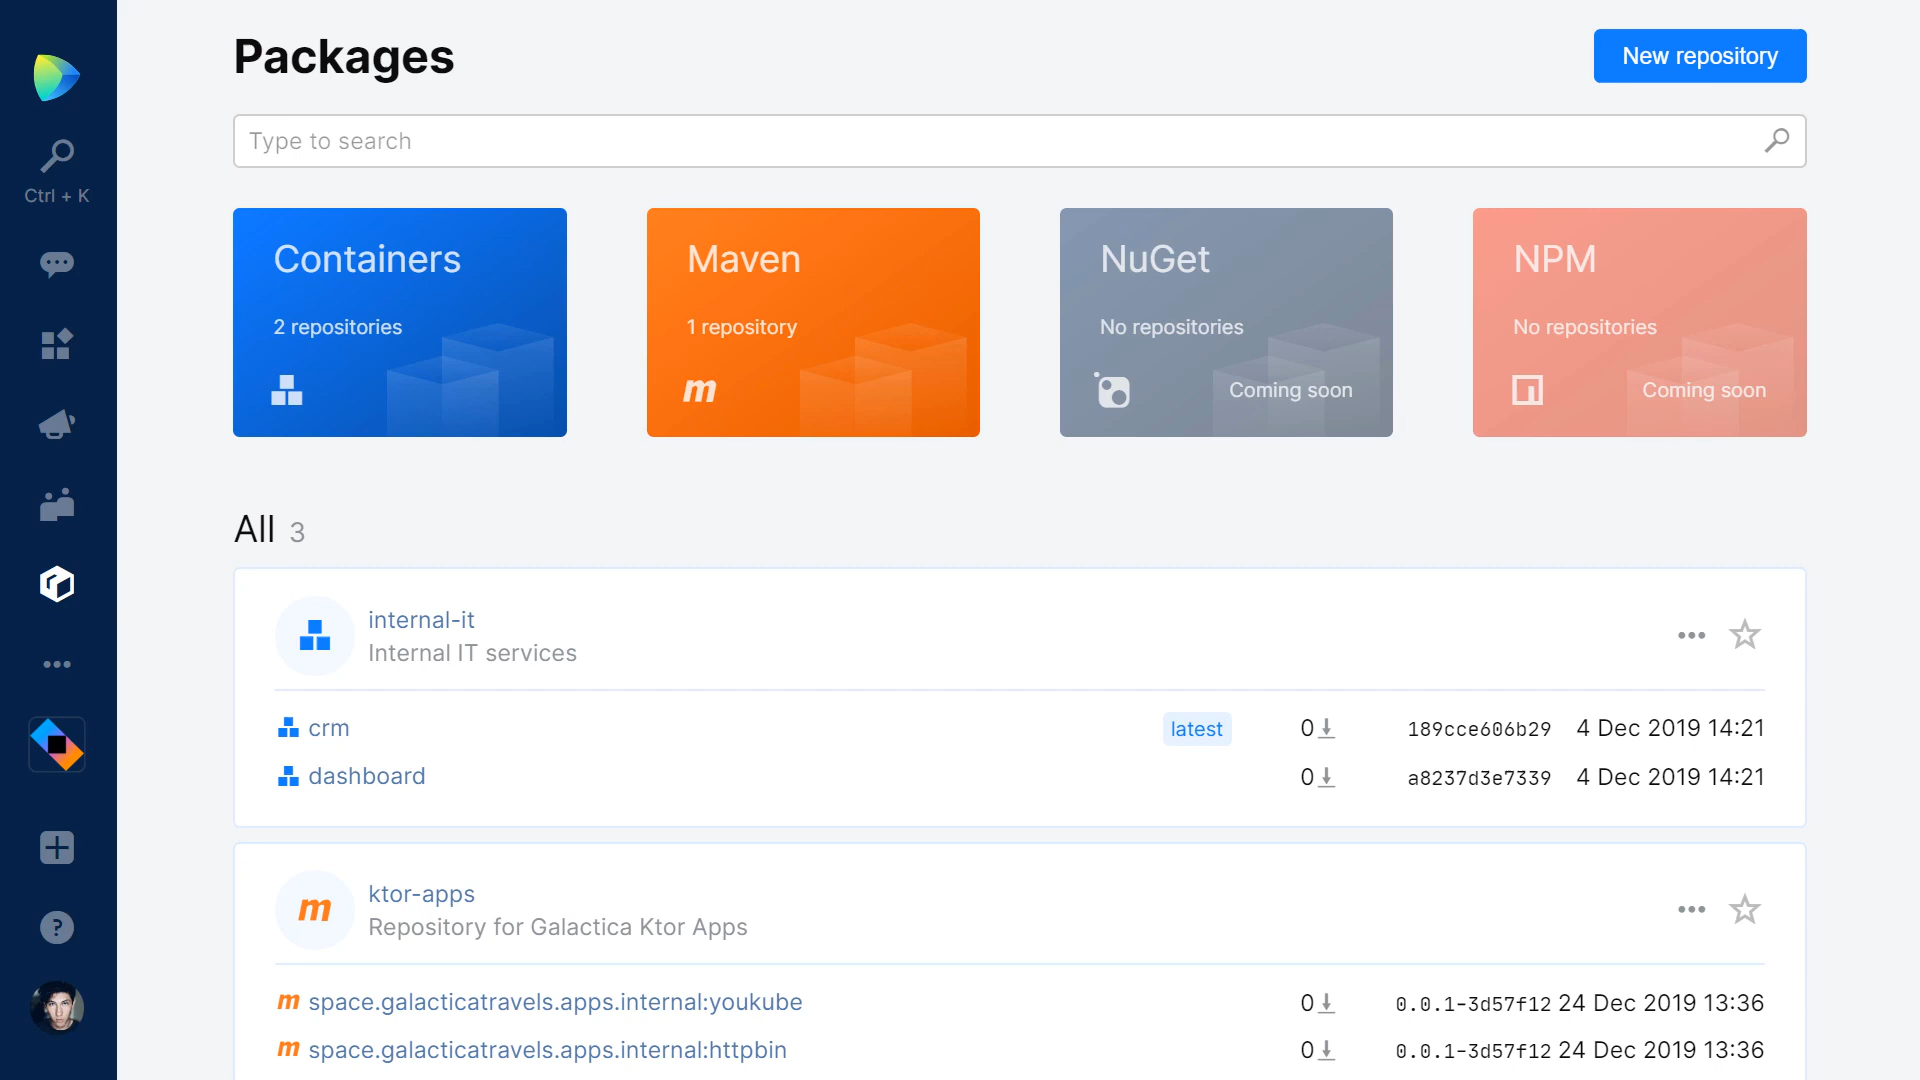 Packages
New repository
Type to search
Ctrl + K
Containers
2 repositories
Maven
1 repository
m
NuGet
No repositories
Coming soon
NPM
No repositories
Coming soon
All 3
internal-it
Internal IT services
crm latest 0 189cce606b29 4 Dec 2019 14:21
dashboard 0 a8237d3e7339 4 Dec 2019 14:21
m ktor-apps
Repository for Galactica Ktor Apps
m space.galacticatravels.apps.internal:youkube 0 0.0.1-3d57f12 24 Dec 2019 13:36
m space.galacticatravels.apps.internal:httpbin 0 0.0.1-3d57f12 24 Dec 2019 13:36
?